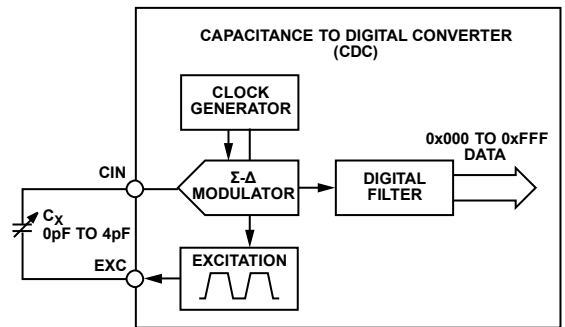 CAPACITANCE TO DIGITAL CONVERTER
(CDC)
CLOCK
GENERATOR
0x000 TO 0xFFF
DATA
CIN
Σ-Δ
MODULATOR
DIGITAL
FILTER
CX
0pF TO 4pF
EXC
EXCITATION